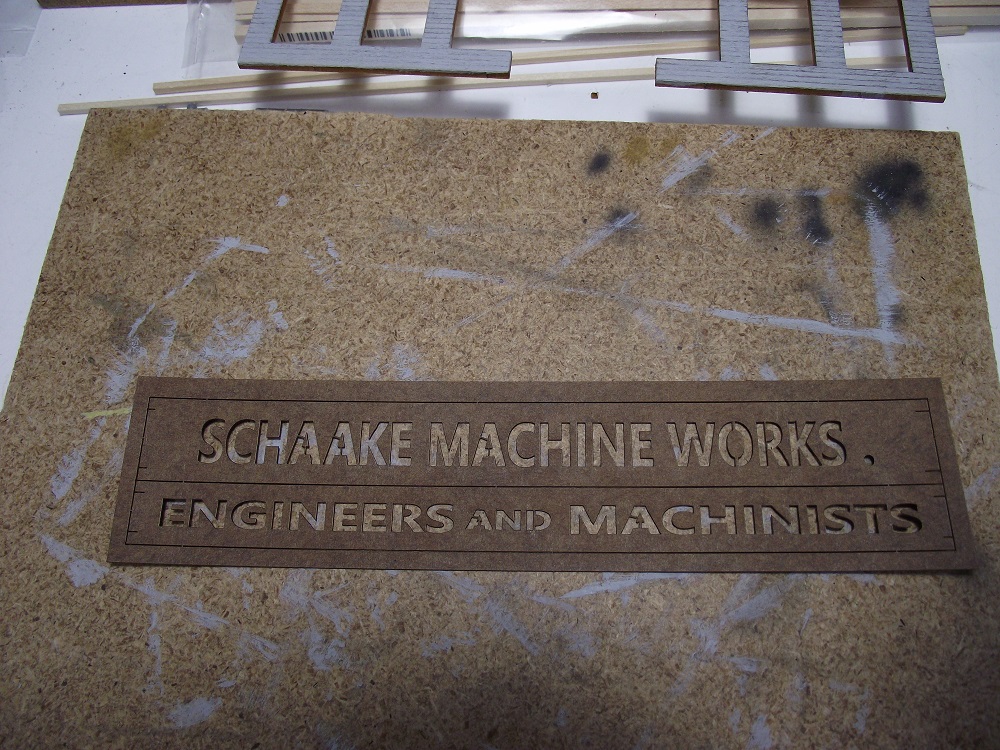 SCHAAKE MACHINE WORKS .
ENGINEERS AND MACHINISTS